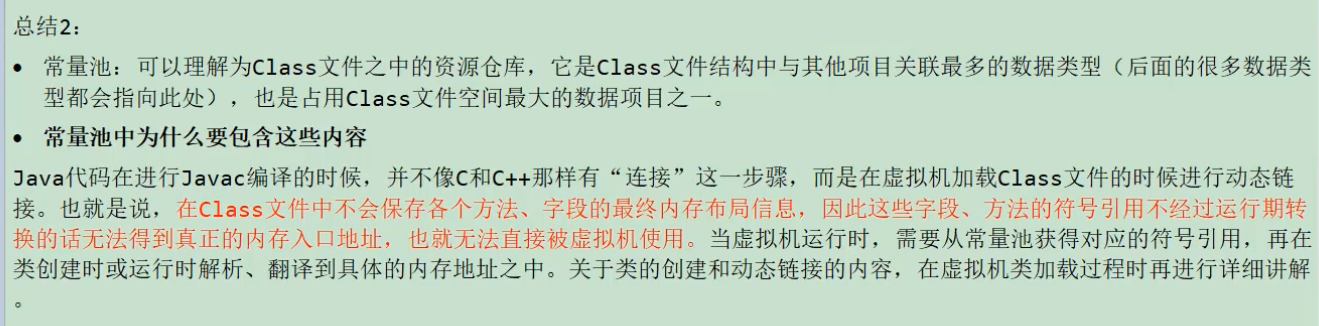 总结2：
• 常量池：可以理解为Class文件之中的资源仓库，它是Class文件结构中与其他项目关联最多的数据类型（后面的很多数据类
型都会指向此处），也是占用Class文件空间最大的数据项目之一。
• 常量池中为什么要包含这些内容
Java代码在进行Javac编译的时候，并不像C和C++那样有“连接”这一步骤，而是在虚拟机加载Class文件的时候进行动态链
接。也就是说，在Class文件中不会保存各个方法、字段的最终内存布局信息，因此这些字段、方法的符号引用不经过运行期转
换的话无法得到真正的内存入口地址，也就无法直接被虚拟机使用。当虚拟机运行时，需要从常量池获得对应的符号引用，再在
类创建时或运行时解析、翻译到具体的内存地址之中。关于类的创建和动态链接的内容，在虚拟机类加载过程时再进行详细讲解
。